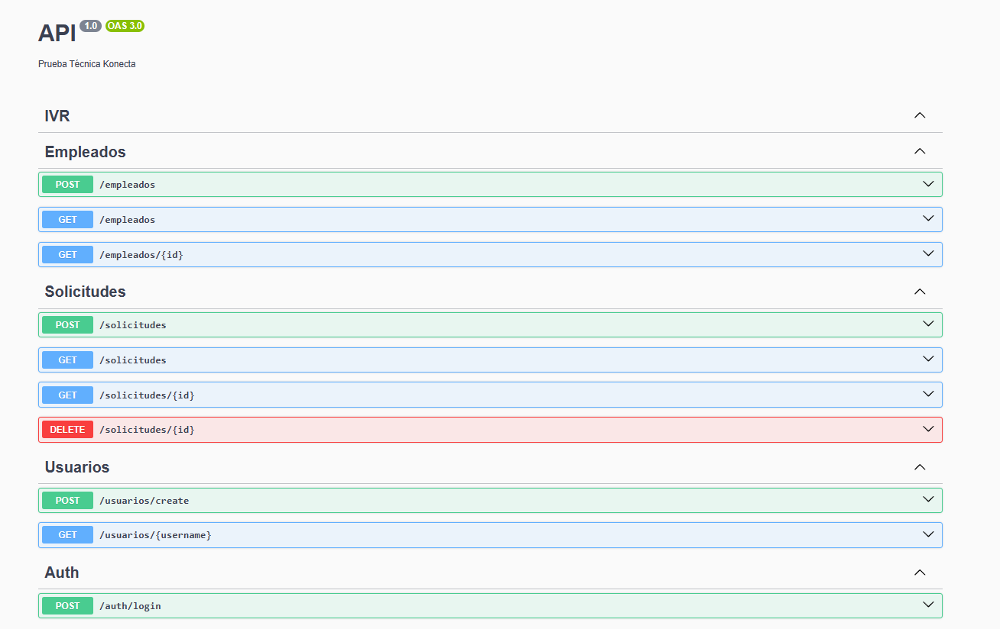 API 1.0 OAS 3.0
Prueba Técnica Konecta
IVR
Empleados
POST /empleados
GET /empleados
GET /empleados/{id}
Solicitudes
POST /solicitudes
GET /solicitudes
GET /solicitudes/{id}
DELETE /solicitudes/{id}
Usuarios
POST /usuarios/create
GET /usuarios/{username}
Auth
POST /auth/login